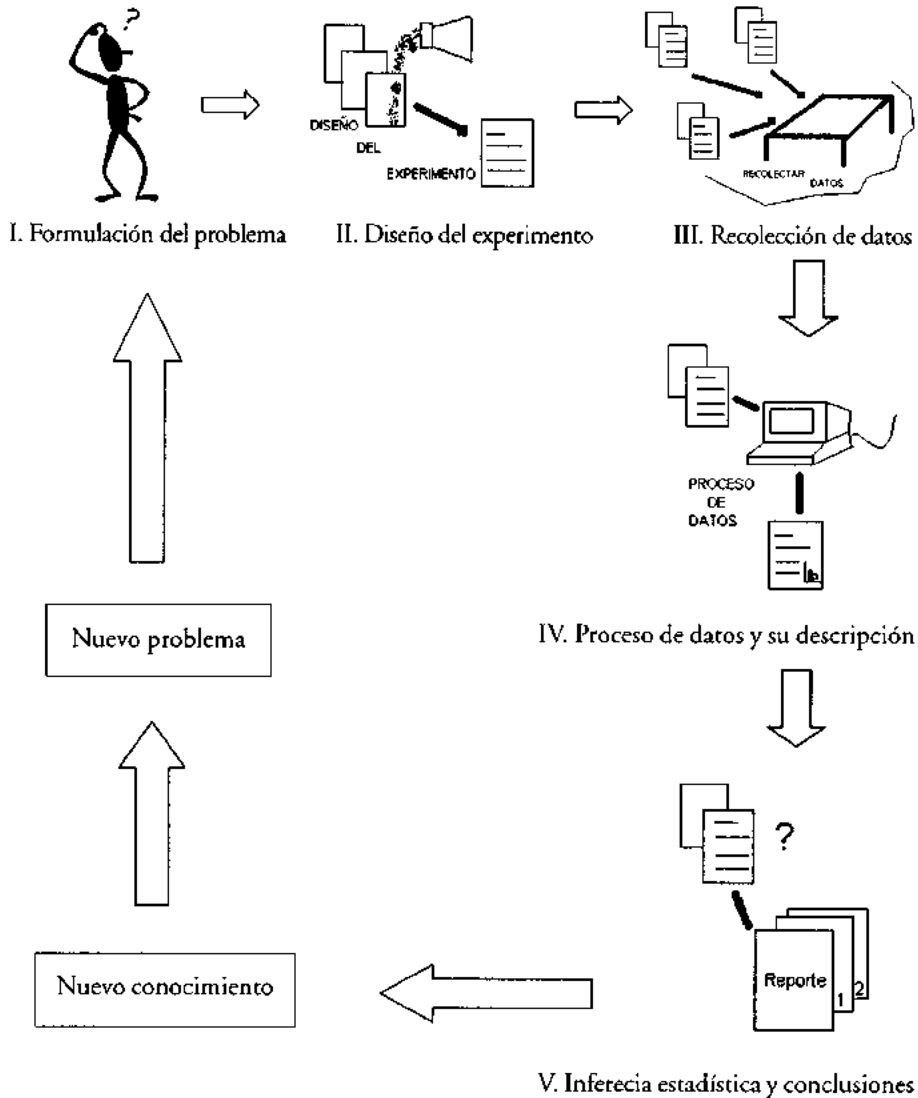 ?
DISEÑO
DEL
EXPERIMENTO
RECOLECTAR
DATOS
I. Formulación del problema
II. Diseño del experimento
III. Recolección de datos
PROCESO
DE
DATOS
IV. Proceso de datos y su descripción
Nuevo problema
?
Reporte
1
2
Nuevo conocimiento
V. Inferecia estadística y conclusiones